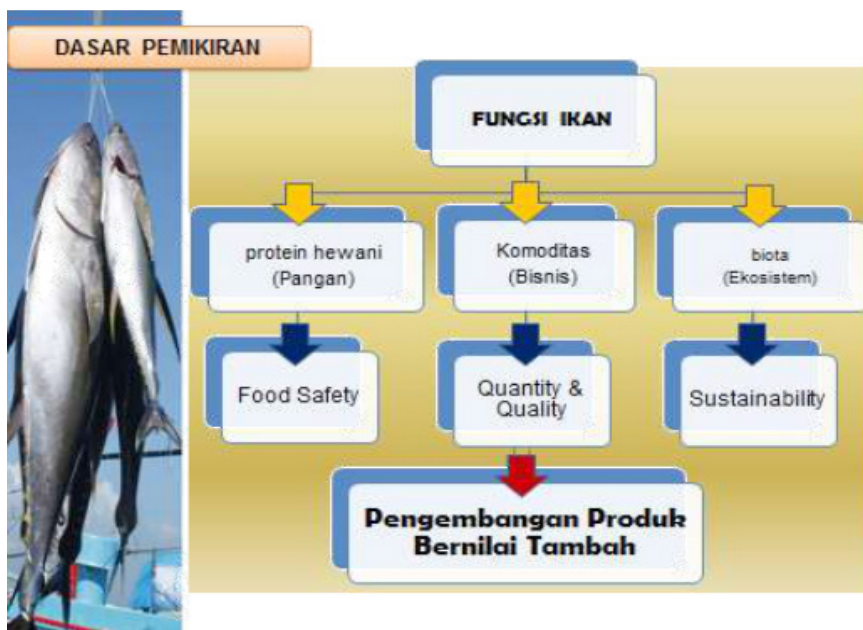 DASAR PEMIKIRAN
FUNGSI IKAN
protein hewani
(Pangan)
Komoditas
(Bisnis)
biota
(Ekosistem)
Food Safety
Quantity &
Quality
Sustainability
Pengembangan Produk
Bernilai Tambah